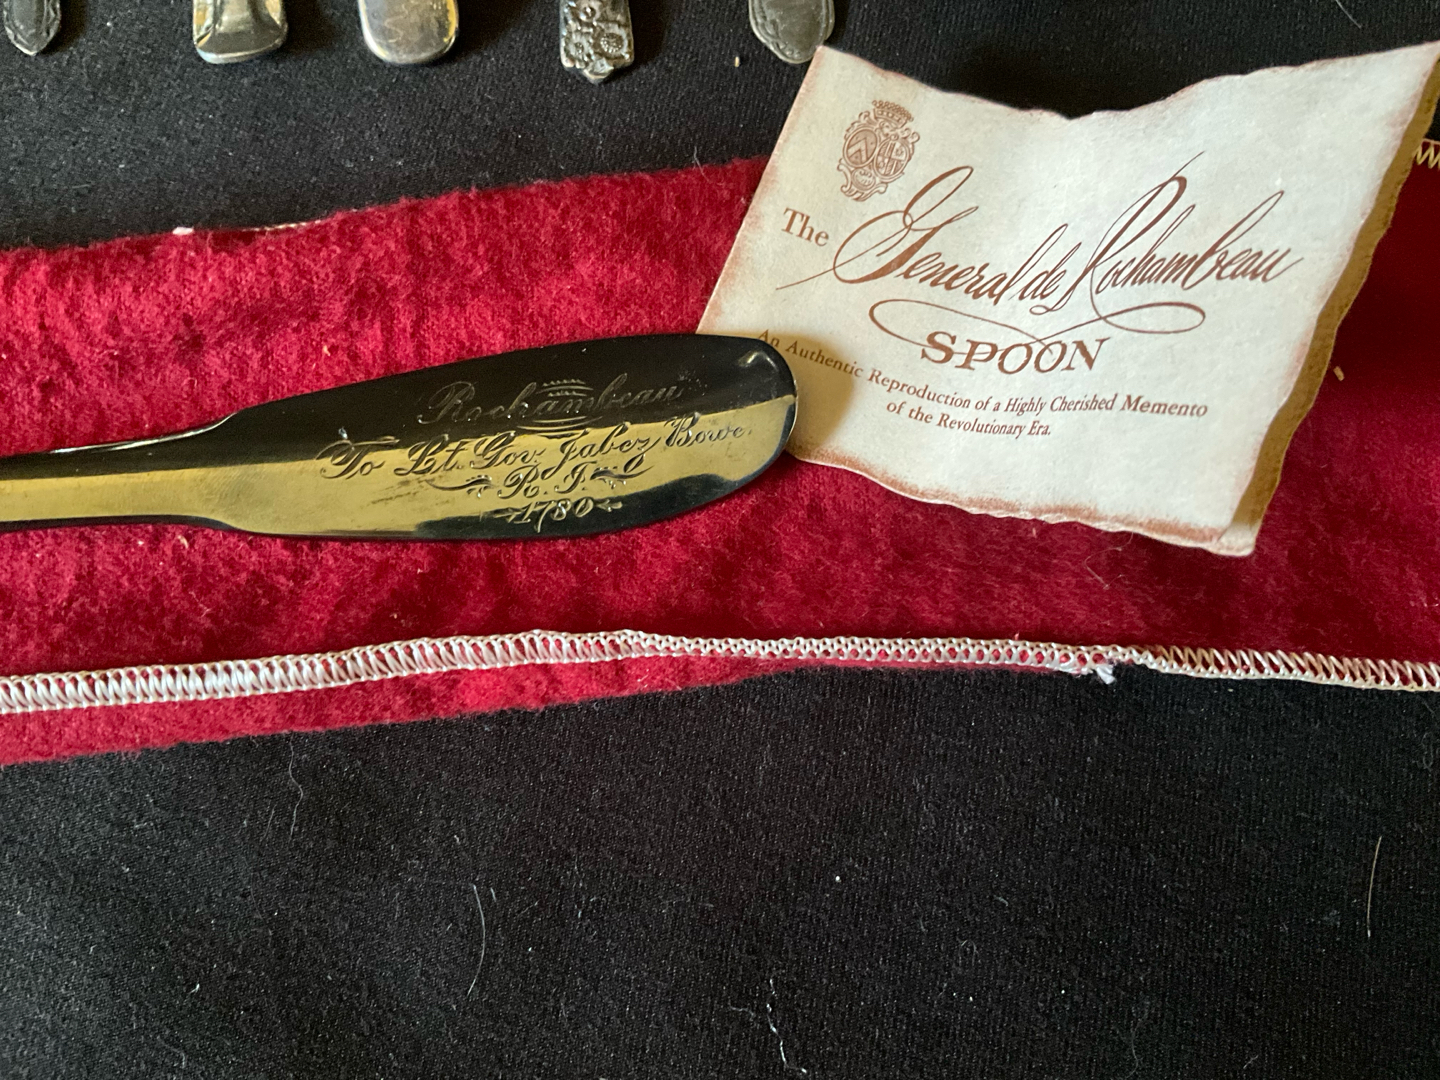 The General de Rochambeau
SPOON
An Authentic Reproduction of a Highly Cherished Memento
of the Revolutionary Era.
Rochambeau
To Lt. Gov. Jabez Bowe.
R. I.
1780